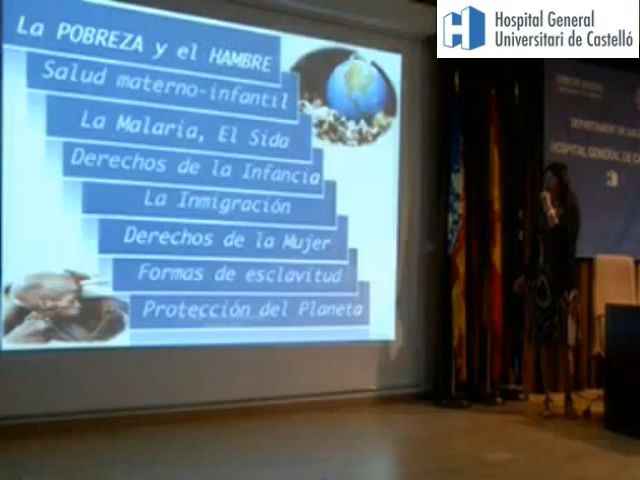 Hospital General
Universitari de Castelló
La POBREZA y el HAMBRE
Salud materno-infantil
La Malaria, El Sida
Derechos de la Infancia
La Inmigración
Derechos de la Mujer
Formas de esclavitud
Protección del Planeta
HOSPITAL GENERAL DE